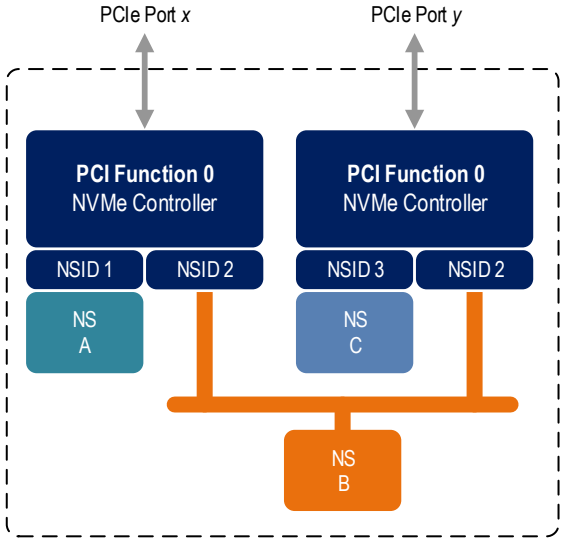 PCIe Port x
PCIe Port y
PCI Function 0
NVMe Controller
PCI Function 0
NVMe Controller
NSID 1
NSID 2
NSID 3
NSID 2
NS
A
NS
C
NS
B